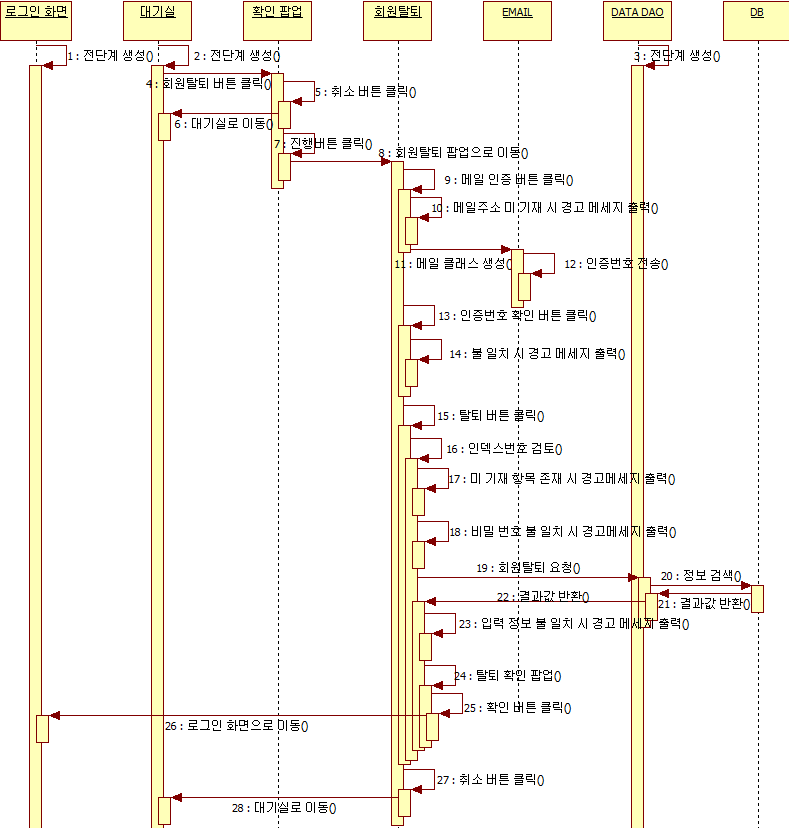 로그인 화면
대기실
확인 팝업
회원탈퇴
EMAIL
DATA DAO
DB
1 : 전단계 생성()
2 : 전단계 생성()
3 : 전단계 생성()
4 : 회원탈퇴 버튼 클릭()
5 : 취소 버튼 클릭()
6 : 대기실로 이동()
7 : 진행버튼 클릭()
8 : 회원탈퇴 팝업으로 이동()
9 : 메일 인증 버튼 클릭()
10 : 메일주소 미 기재 시 경고 메세지 출력()
11 : 메일 클래스 생성()
12 : 인증번호 전송()
13 : 인증번호 확인 버튼 클릭()
14 : 불 일치 시 경고 메세지 출력()
15 : 탈퇴 버튼 클릭()
16 : 인덱스번호 검토()
17 : 미 기재 항목 존재 시 경고메세지 출력()
18 : 비밀 번호 불 일치 시 경고메세지 출력()
19 : 회원탈퇴 요청()
20 : 정보 검색()
21 : 결과값 반환()
22 : 결과값 반환()
23 : 입력 정보 불 일치 시 경고 메세지 출력()
24 : 탈퇴 확인 팝업()
25 : 확인 버튼 클릭()
26 : 로그인 화면으로 이동()
27 : 취소 버튼 클릭()
28 : 대기실로 이동()